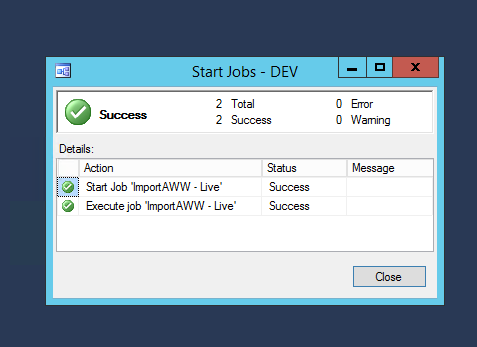 Start Jobs - DEV
Success
2 Total 0 Error
2 Success 0 Warning
Details:
Action Status Message
Start Job 'ImportAWW - Live' Success
Execute job 'ImportAWW - Live' Success
Close